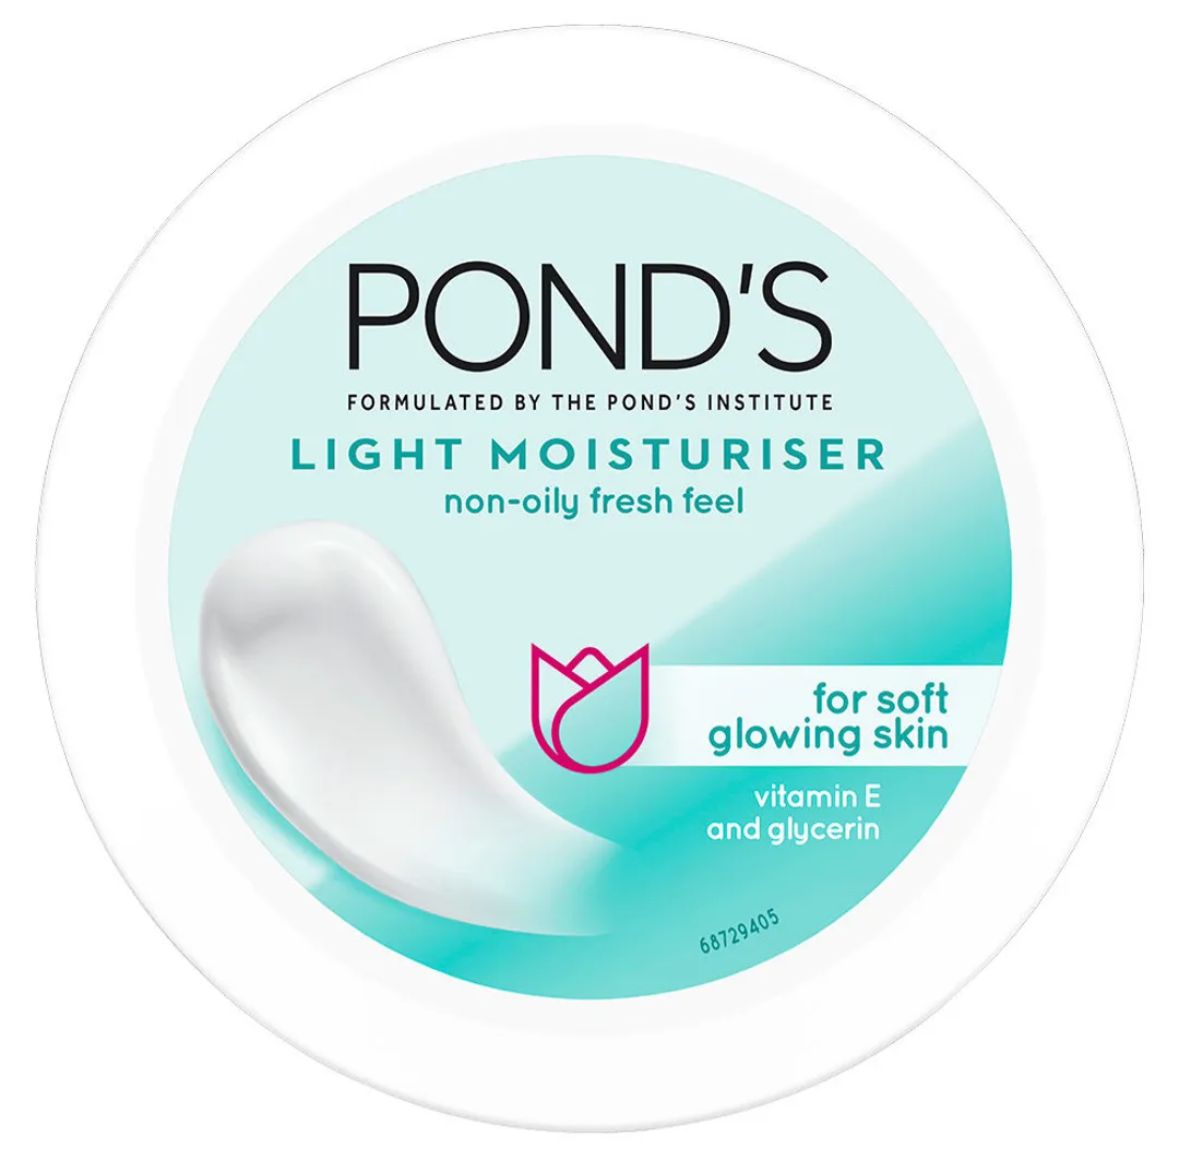 POND'S
FORMULATED BY THE POND'S INSTITUTE
LIGHT MOISTURISER
non-oily fresh feel
for soft
glowing skin
vitamin E
and glycerin
68729405